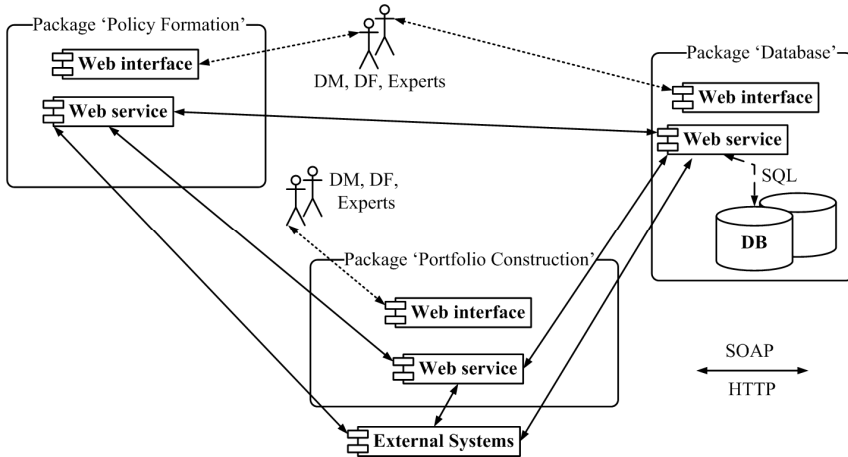 Package ‘Policy Formation’
Web interface
Web service
DM, DF, Experts
Package ‘Database’
Web interface
Web service
SQL
DB
DM, DF,
Experts
Package ‘Portfolio Construction’
Web interface
Web service
External Systems
SOAP
HTTP